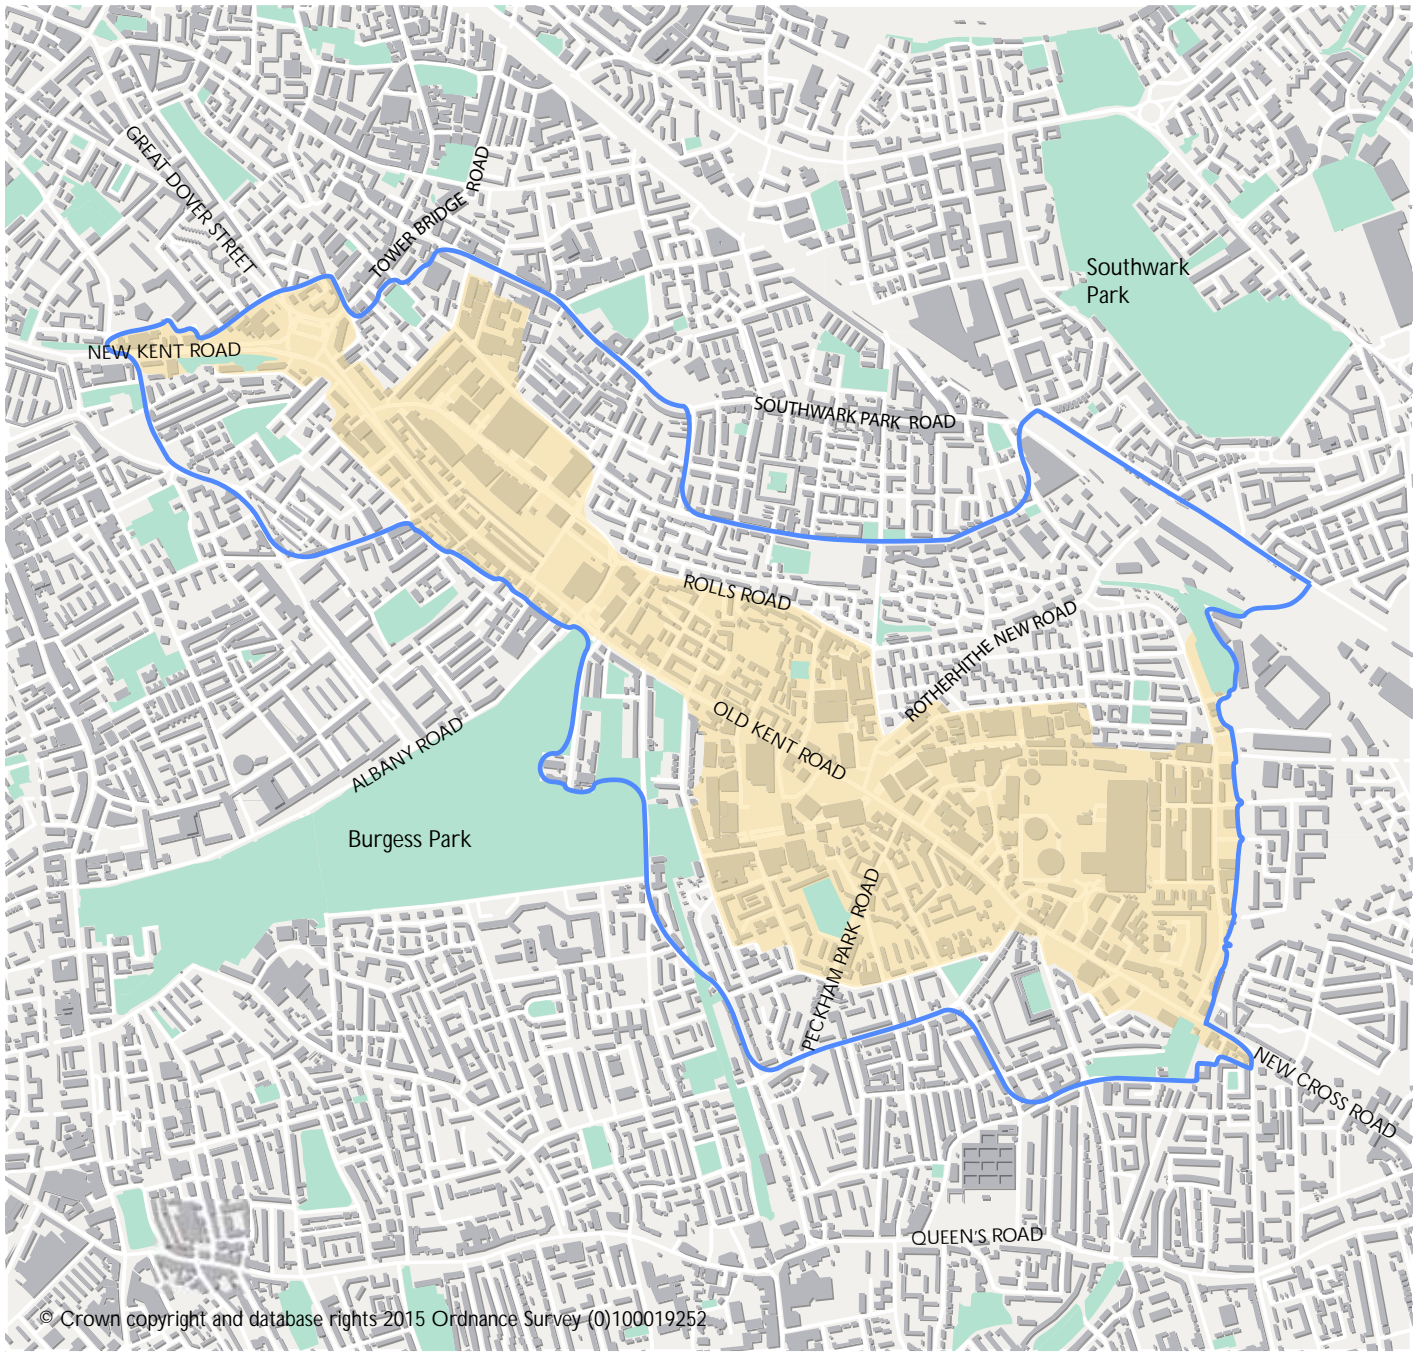 GREAT DOVER STREET
TOWER BRIDGE ROAD
Southwark
Park
NEW KENT ROAD
SOUTHWARK PARK ROAD
ROLLS ROAD
ROTHERHITHE NEW ROAD
OLD KENT ROAD
ALBANY ROAD
Burgess Park
PECKHAM PARK ROAD
NEW CROSS ROAD
QUEEN'S ROAD
© Crown copyright and database rights 2015 Ordnance Survey (0)100019252